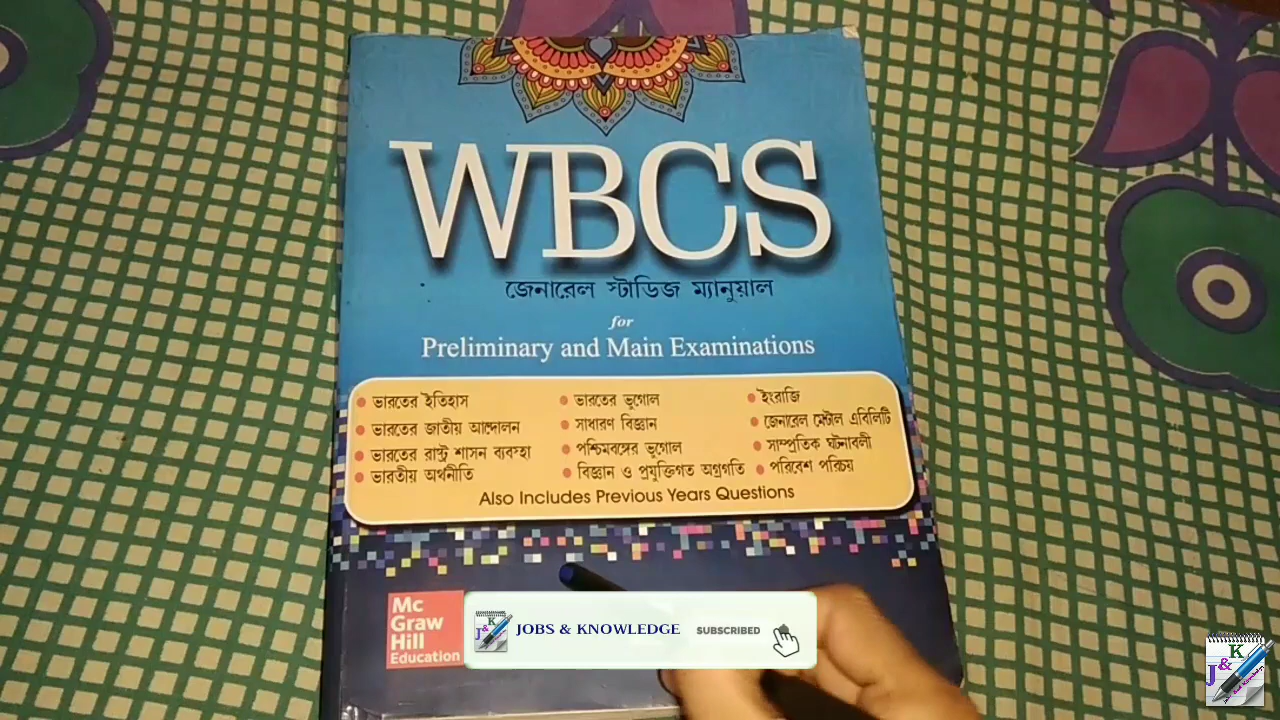 WBCS
জেনারেল স্টাডিজ ম্যানুয়াল
for
Preliminary and Main Examinations
ভারতের ইতিহাস
ভারতের জাতীয় আন্দোলন
ভারতের রাস্ট্র শাসন ব্যবস্হা
ভারতীয় অর্থনীতি
ভারতের ভুগোল
সাধারণ বিজ্ঞান
পশ্চিমবঙ্গের ভুগোল
বিজ্ঞান ও প্রযুক্তিগত অগ্রগতি
ইংরাজি
জেনারেল মেন্টাল এবিলিটি
সাম্প্রতিক ঘটনাবলী
পরিবেশ পরিচয়
Also Includes Previous Years Questions
Mc
Graw
Hill
Education
J&K
JOBS & KNOWLEDGE
SUBSCRIBED
J&K